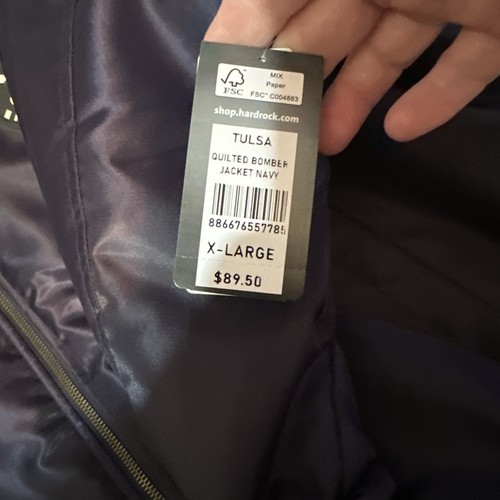 MIX
Paper
FSC
FSC® C004883
shop.hardrock.com
TULSA
QUILTED BOMBER
JACKET NAVY
886676557785
X-LARGE
$89.50